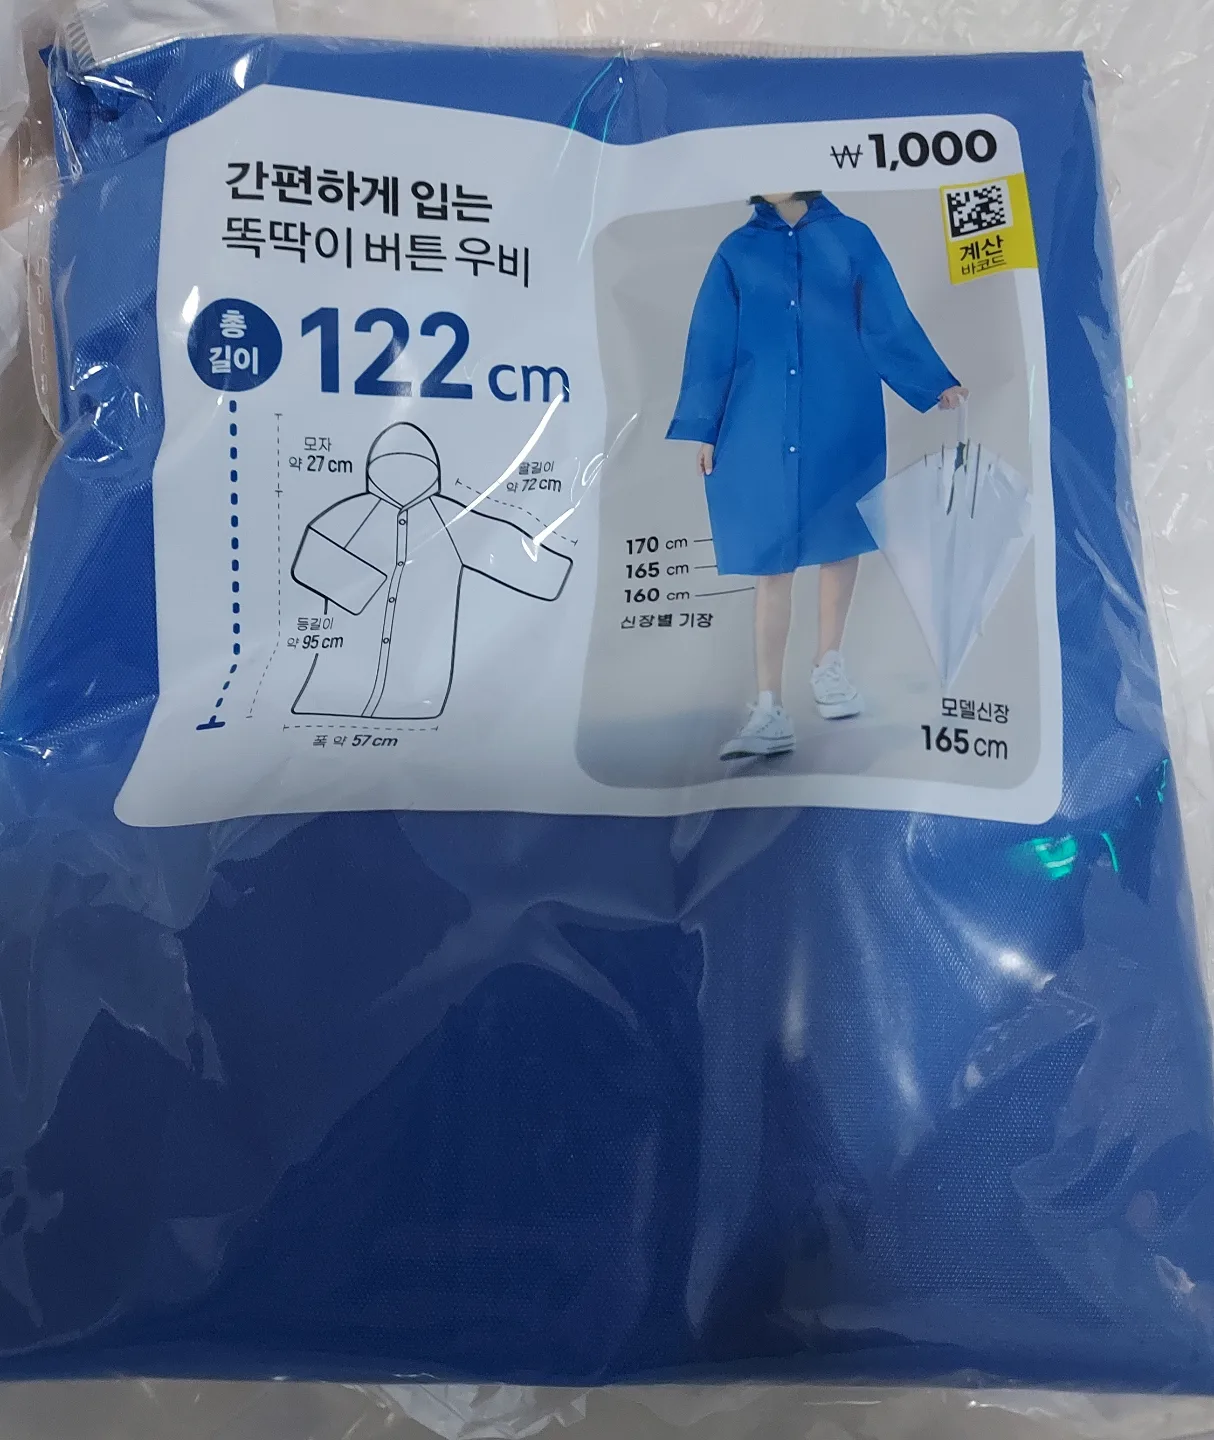 ₩1,000
간편하게 입는
똑딱이 버튼 우비
계산
바코드
총
길이
122 cm
모자
약 27 cm
팔길이
약 72 cm
등길이
약 95 cm
폭 약 57 cm
170 cm
165 cm
160 cm
신장별 기장
모델신장
165 cm